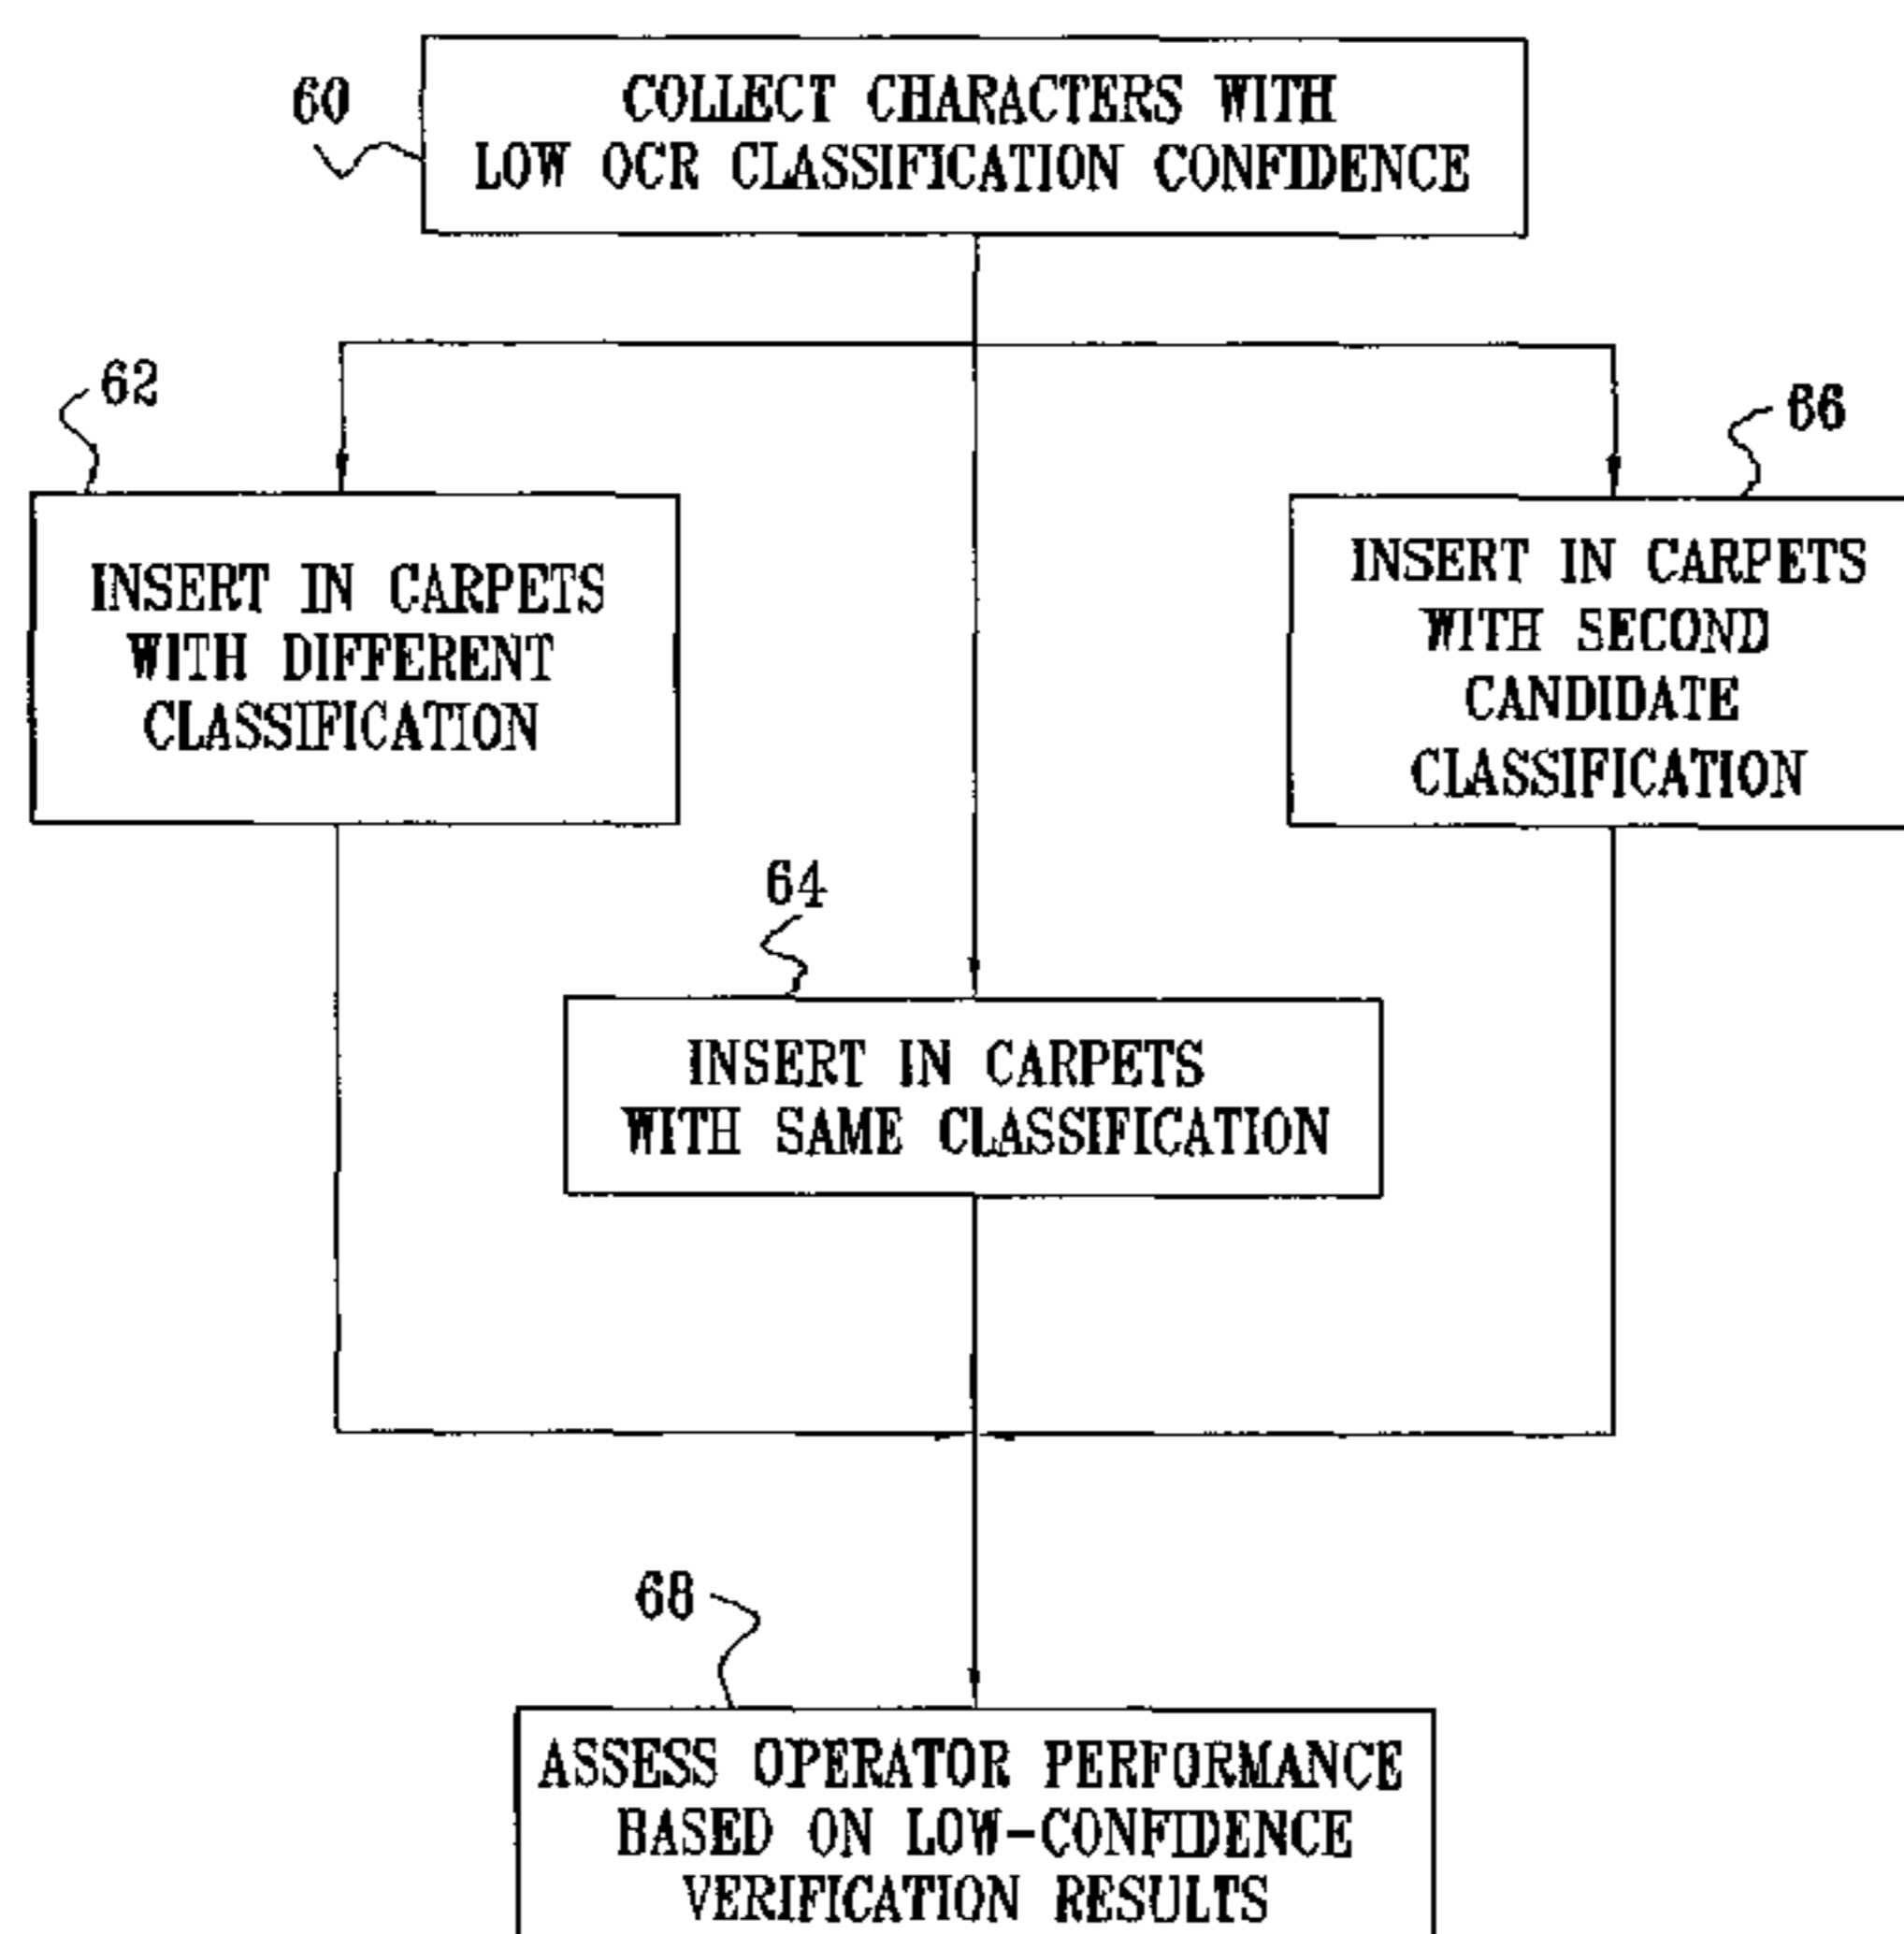 60
COLLECT CHARACTERS WITH
LOW OCR CLASSIFICATION CONFIDENCE
62
INSERT IN CARPETS
WITH DIFFERENT
CLASSIFICATION
66
INSERT IN CARPETS
WITH SECOND
CANDIDATE
CLASSIFICATION
64
INSERT IN CARPETS
WITH SAME CLASSIFICATION
68
ASSESS OPERATOR PERFORMANCE
BASED ON LOW-CONFIDENCE
VERIFICATION RESULTS